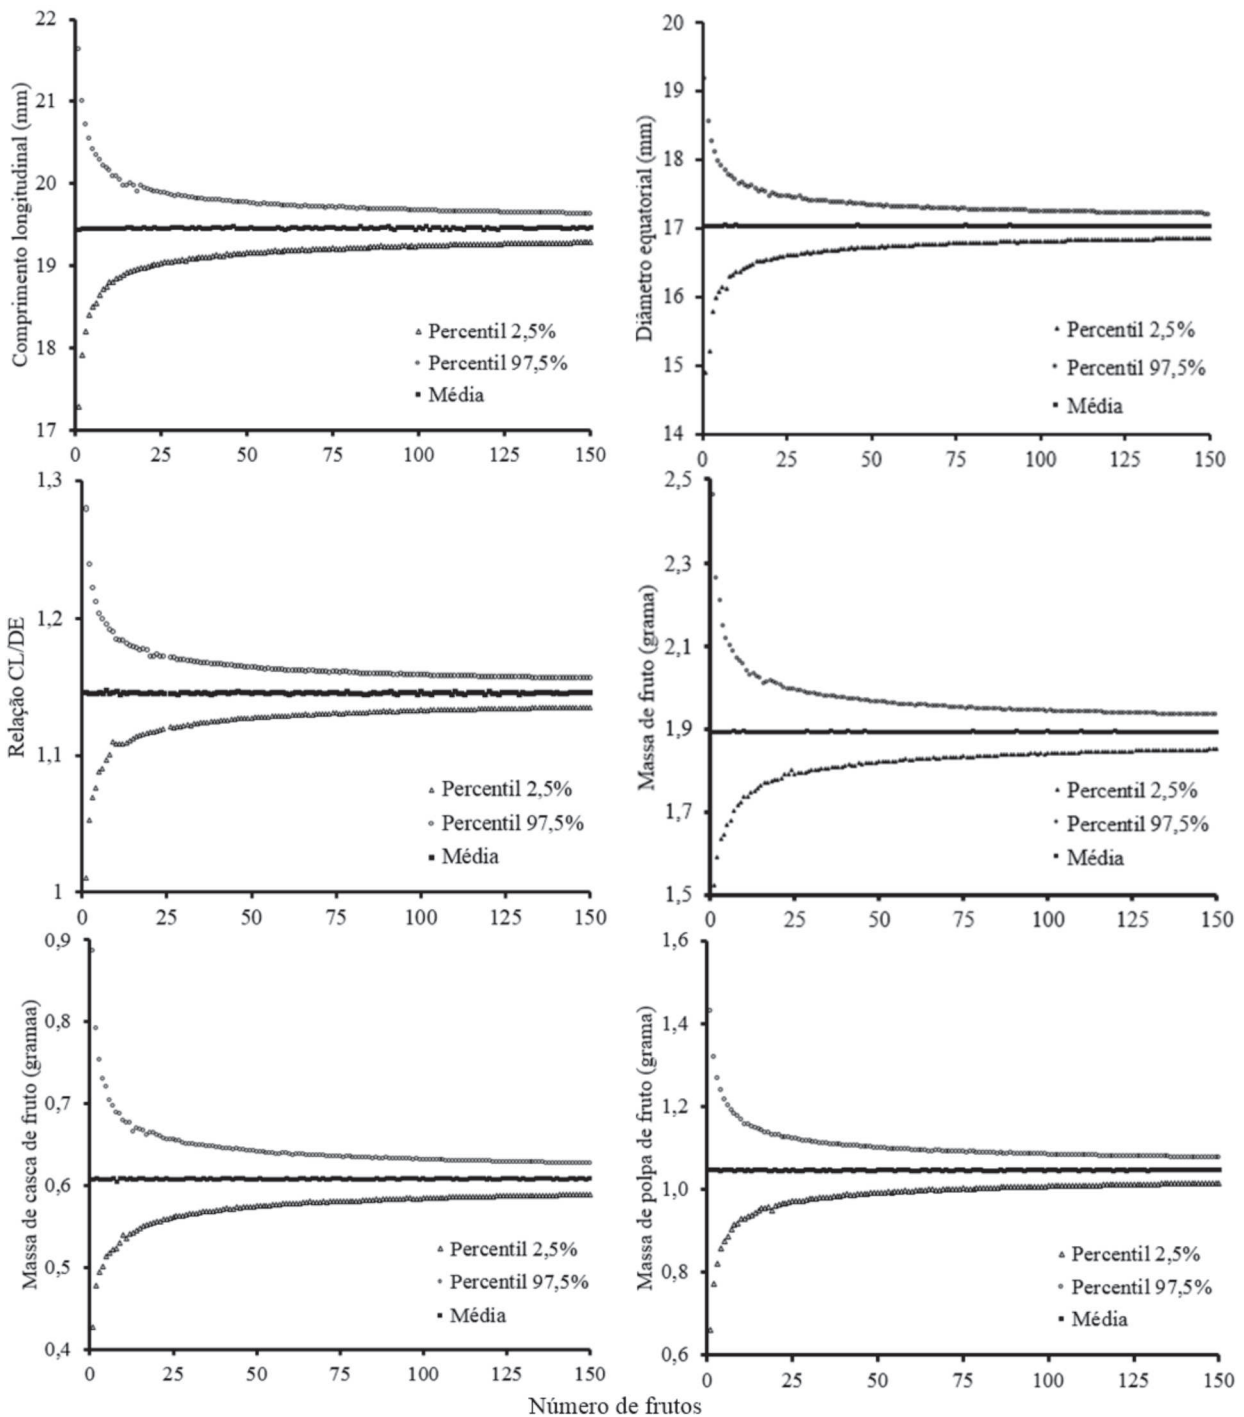 Comprimento longitudinal (mm)
22
21
20
19
18
17
0 25 50 75 100 125 150
Percentil 2,5%
Percentil 97,5%
Média
Diâmetro equatorial (mm)
20
19
18
17
16
15
14
0 25 50 75 100 125 150
Percentil 2,5%
Percentil 97,5%
Média
Relação CL/DE
1,3
1,2
1,1
1
0 25 50 75 100 125 150
Percentil 2,5%
Percentil 97,5%
Média
Massa de fruto (grama)
2,5
2,3
2,1
1,9
1,7
1,5
0 25 50 75 100 125 150
Percentil 2,5%
Percentil 97,5%
Média
Massa de casca de fruto (gramaa)
0,9
0,8
0,7
0,6
0,5
0,4
0 25 50 75 100 125 150
Percentil 2,5%
Percentil 97,5%
Média
Massa de polpa de fruto (grama)
1,6
1,4
1,2
1,0
0,8
0,6
0 25 50 75 100 125 150
Percentil 2,5%
Percentil 97,5%
Média
Número de frutos